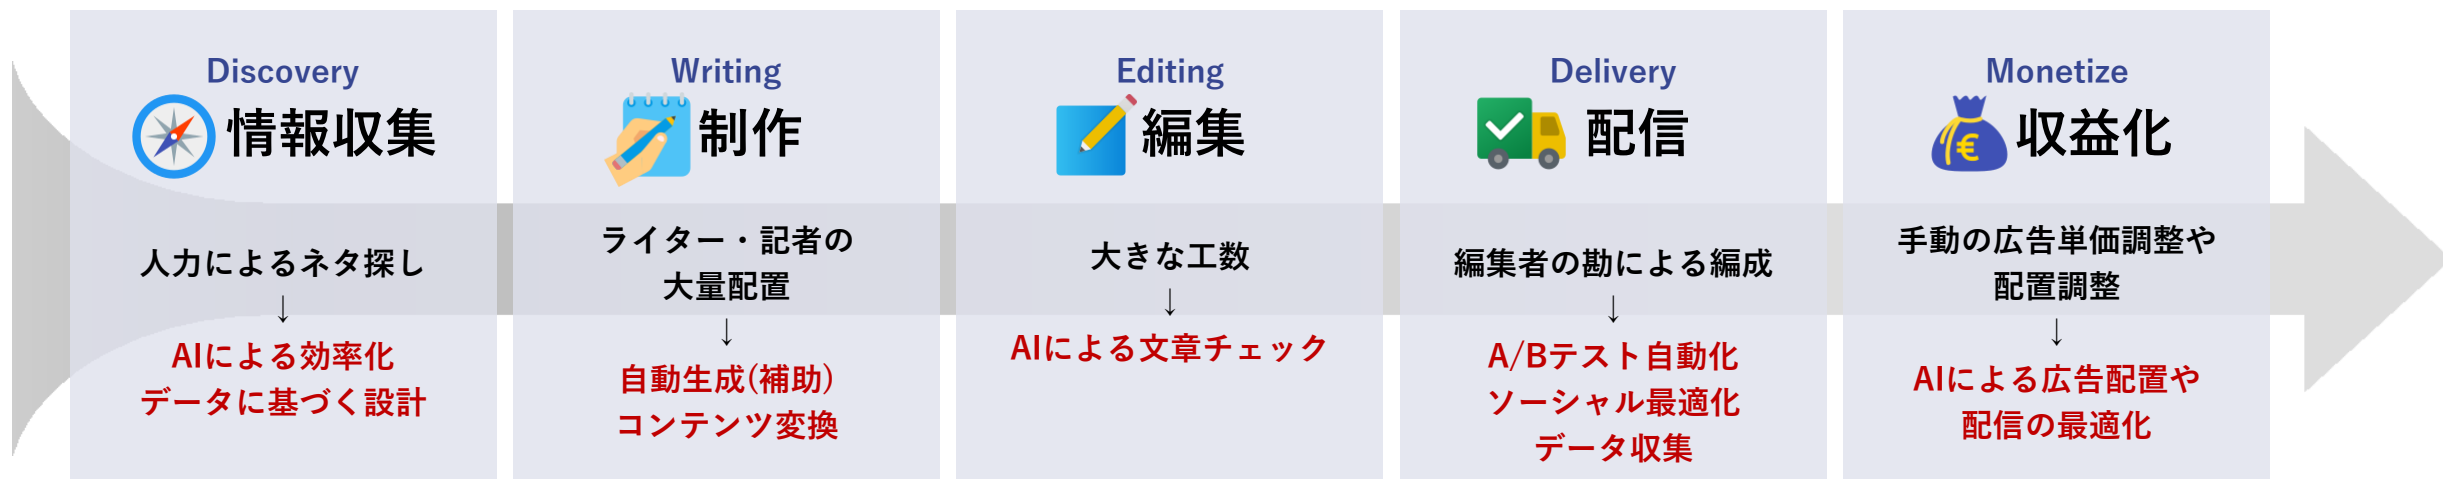 Discovery
情報収集
人力によるネタ探し
↓
AIによる効率化
データに基づく設計
Writing
制作
ライター・記者の
大量配置
↓
自動生成(補助)
コンテンツ変換
Editing
編集
大きな工数
↓
AIによる文章チェック
Delivery
配信
編集者の勘による編成
↓
A/Bテスト自動化
ソーシャル最適化
データ収集
Monetize
€
収益化
手動の広告単価調整や
配置調整
↓
AIによる広告配置や
配信の最適化